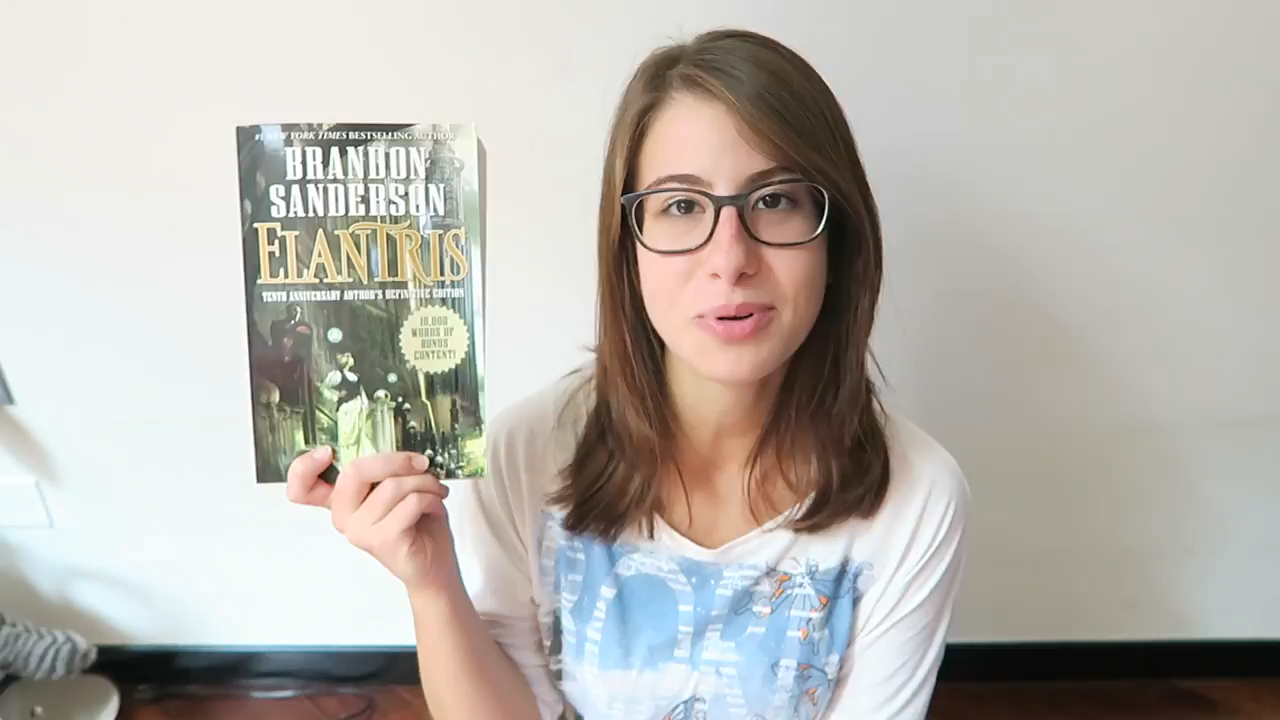 #1 NEW YORK TIMES BESTSELLING AUTHOR
BRANDON
SANDERSON
ELANTRIS
TENTH ANNIVERSARY AUTHOR'S DEFINITIVE EDITION
10,000
WORDS OF
BONUS
CONTENT!